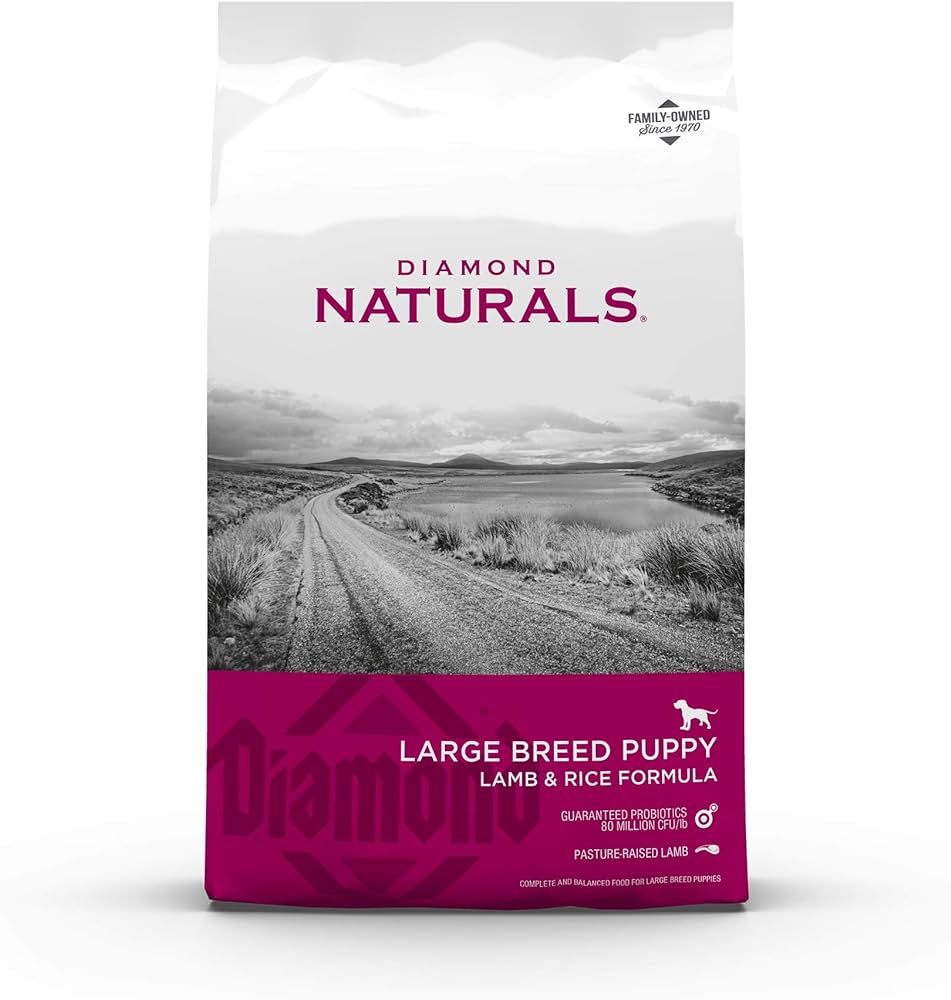 FAMILY-OWNED
Since 1970
DIAMOND
NATURALS®
Diamond®
LARGE BREED PUPPY
LAMB & RICE FORMULA
GUARANTEED PROBIOTICS
80 MILLION CFU/lb
PASTURE-RAISED LAMB
COMPLETE AND BALANCED FOOD FOR LARGE BREED PUPPIES